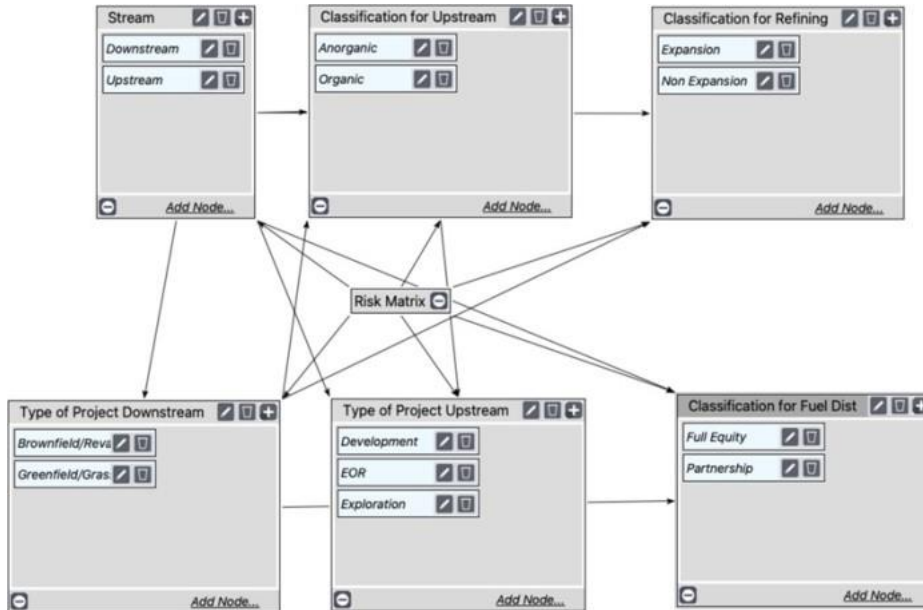 Stream
Downstream
Upstream
Add Node...
Classification for Upstream
Anorganic
Organic
Add Node...
Classification for Refining
Expansion
Non Expansion
Add Node...
Risk Matrix
Type of Project Downstream
Brownfield/Reva
Greenfield/Gras
Add Node...
Type of Project Upstream
Development
EOR
Exploration
Add Node...
Classification for Fuel Dist
Full Equity
Partnership
Add Node...